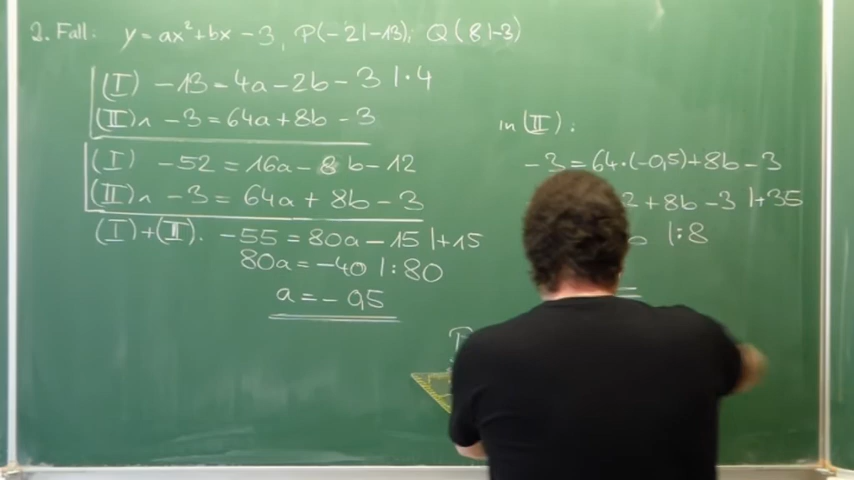 2. Fall: y = ax² + bx - 3, P(-2|-13); Q(8|-3)
(I) -13 = 4a - 2b - 3 |·4
(II) ∧ -3 = 64a + 8b - 3
(I) -52 = 16a - 8b - 12
(II) ∧ -3 = 64a + 8b - 3
(I)+(II): -55 = 80a - 15 |+15
80a = -40 |:80
a = -0,5
in (II):
-3 = 64·(-0,5) + 8b - 3
2 + 8b - 3 |+35
|:8
P